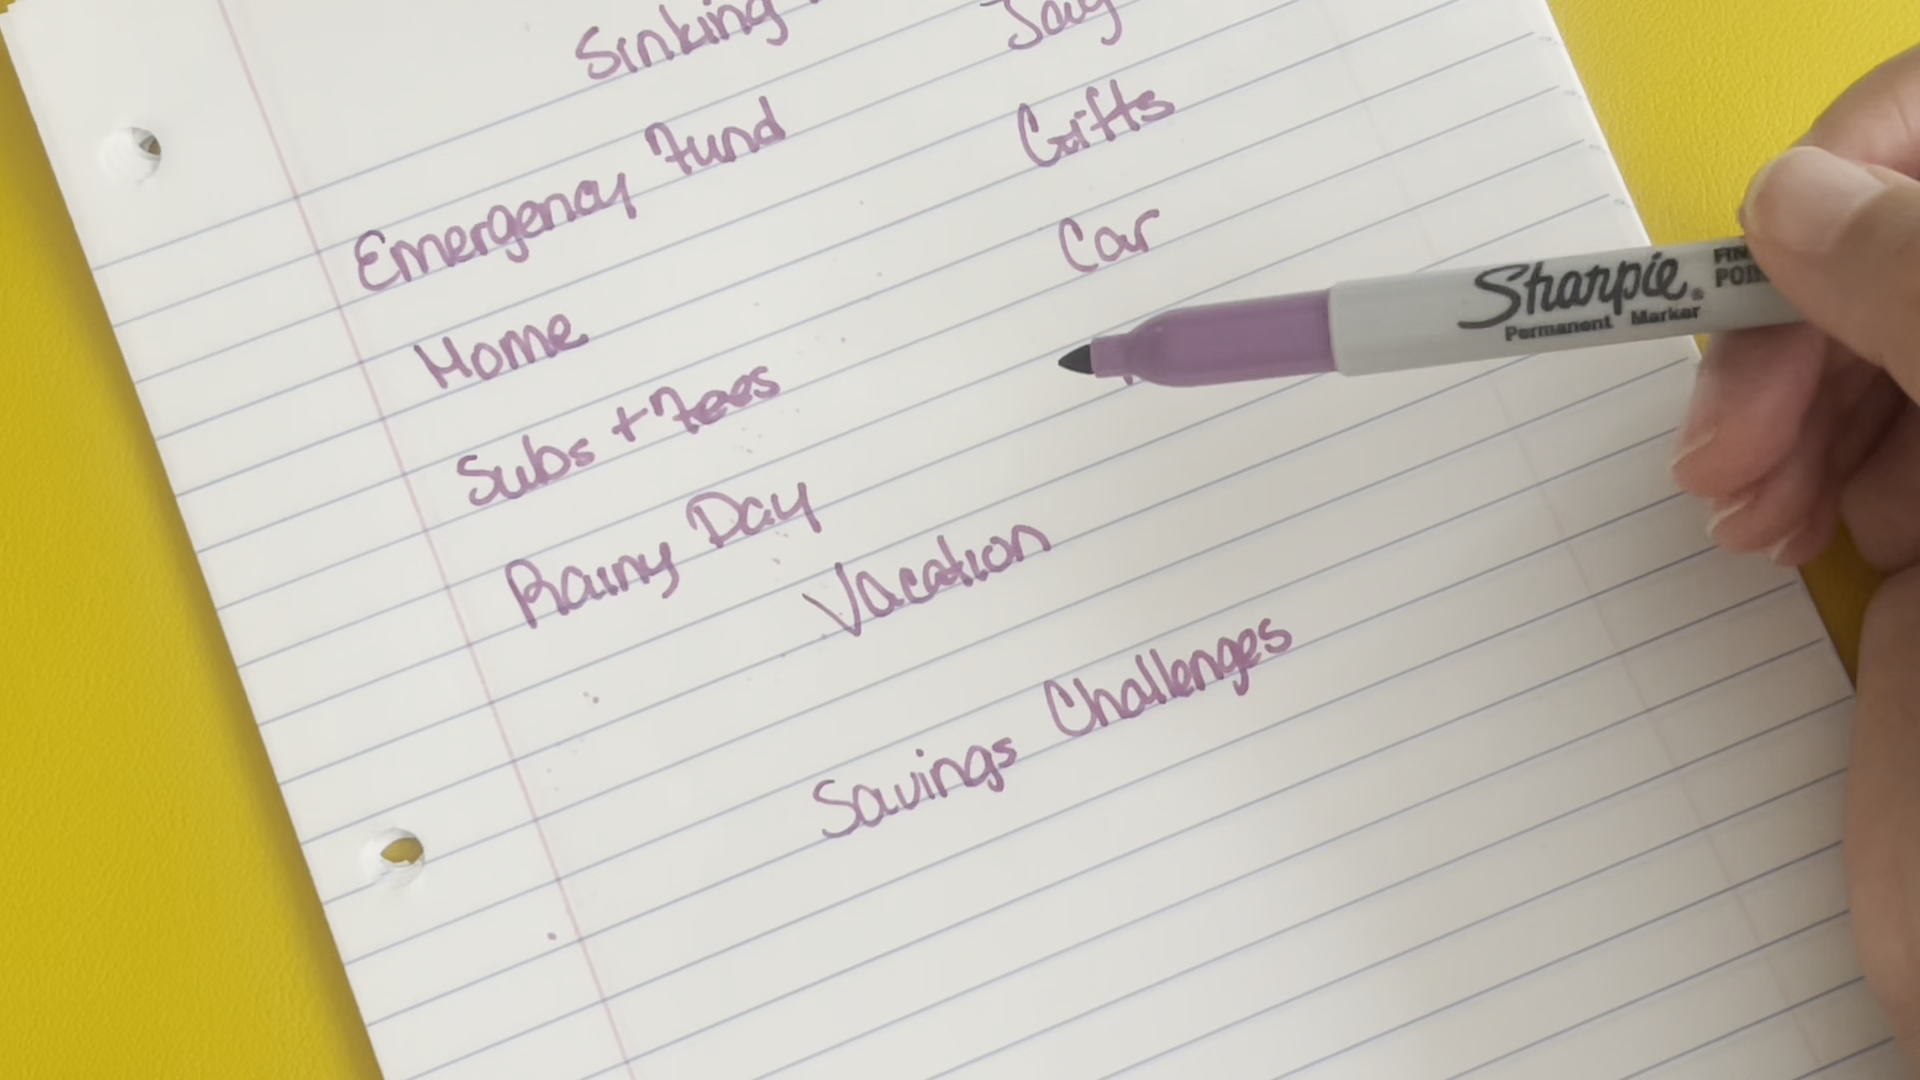 Sinking
Emergency Fund
Home
Subs + Fees
Rainy Day
Gifts
Car
Vacation
Savings Challenges
Sharpie
Permanent Marker